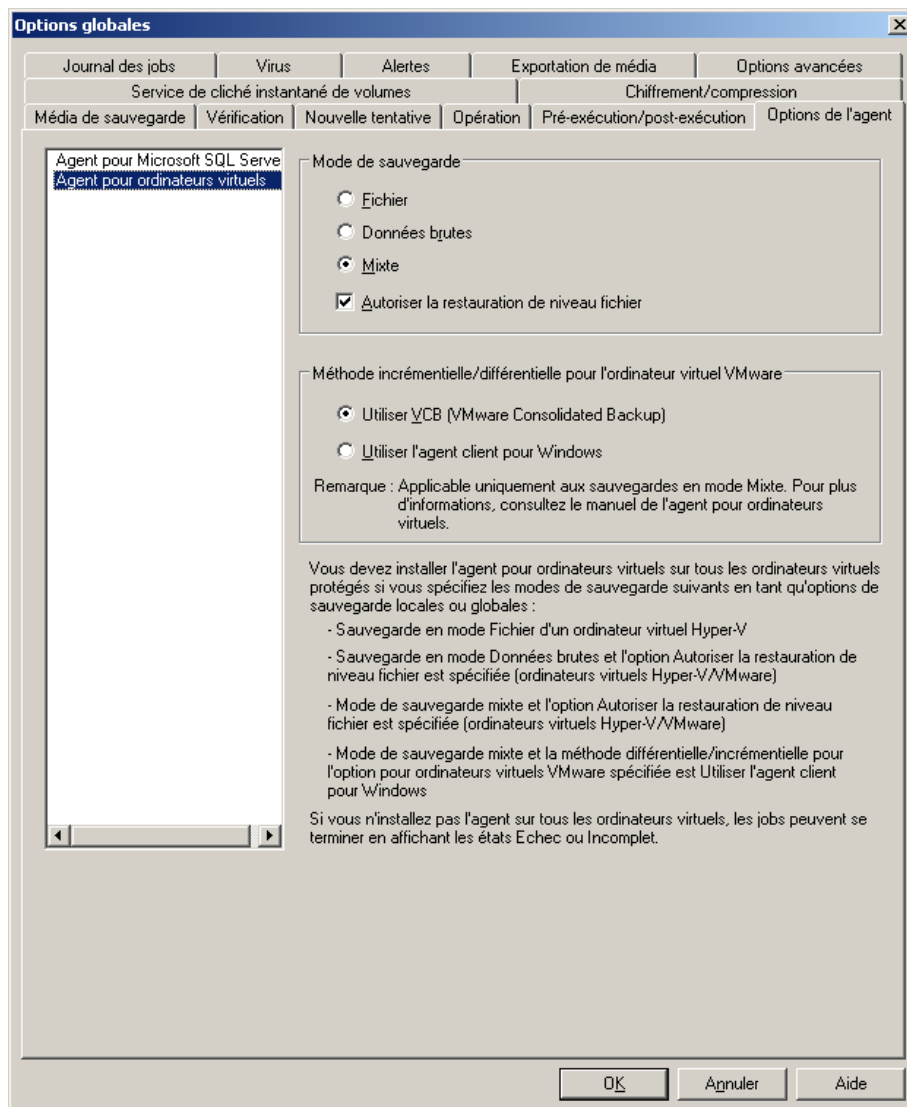 Options globales
Journal des jobs
Virus
Alertes
Exportation de média
Options avancées
Service de cliché instantané de volumes
Chiffrement/compression
Média de sauvegarde
Vérification
Nouvelle tentative
Opération
Pré-exécution/post-exécution
Options de l'agent
Agent pour Microsoft SQL Serve
Agent pour ordinateurs virtuels
Mode de sauvegarde
Fichier
Données brutes
Mixte
Autoriser la restauration de niveau fichier
Méthode incrémentielle/différentielle pour l'ordinateur virtuel VMware
Utiliser VCB (VMware Consolidated Backup)
Utiliser l'agent client pour Windows
Remarque : Applicable uniquement aux sauvegardes en mode Mixte. Pour plus
d'informations, consultez le manuel de l'agent pour ordinateurs
virtuels.
Vous devez installer l'agent pour ordinateurs virtuels sur tous les ordinateurs virtuels
protégés si vous spécifiez les modes de sauvegarde suivants en tant qu'options de
sauvegarde locales ou globales :
- Sauvegarde en mode Fichier d'un ordinateur virtuel Hyper-V
- Sauvegarde en mode Données brutes et l'option Autoriser la restauration de
niveau fichier est spécifiée (ordinateurs virtuels Hyper-V/VMware)
- Mode de sauvegarde mixte et l'option Autoriser la restauration de niveau
fichier est spécifiée (ordinateurs virtuels Hyper-V/VMware)
- Mode de sauvegarde mixte et la méthode différentielle/incrémentielle pour
l'option pour ordinateurs virtuels VMware spécifiée est Utiliser l'agent client
pour Windows
Si vous n'installez pas l'agent sur tous les ordinateurs virtuels, les jobs peuvent se
terminer en affichant les états Echec ou Incomplet.
OK
Annuler
Aide